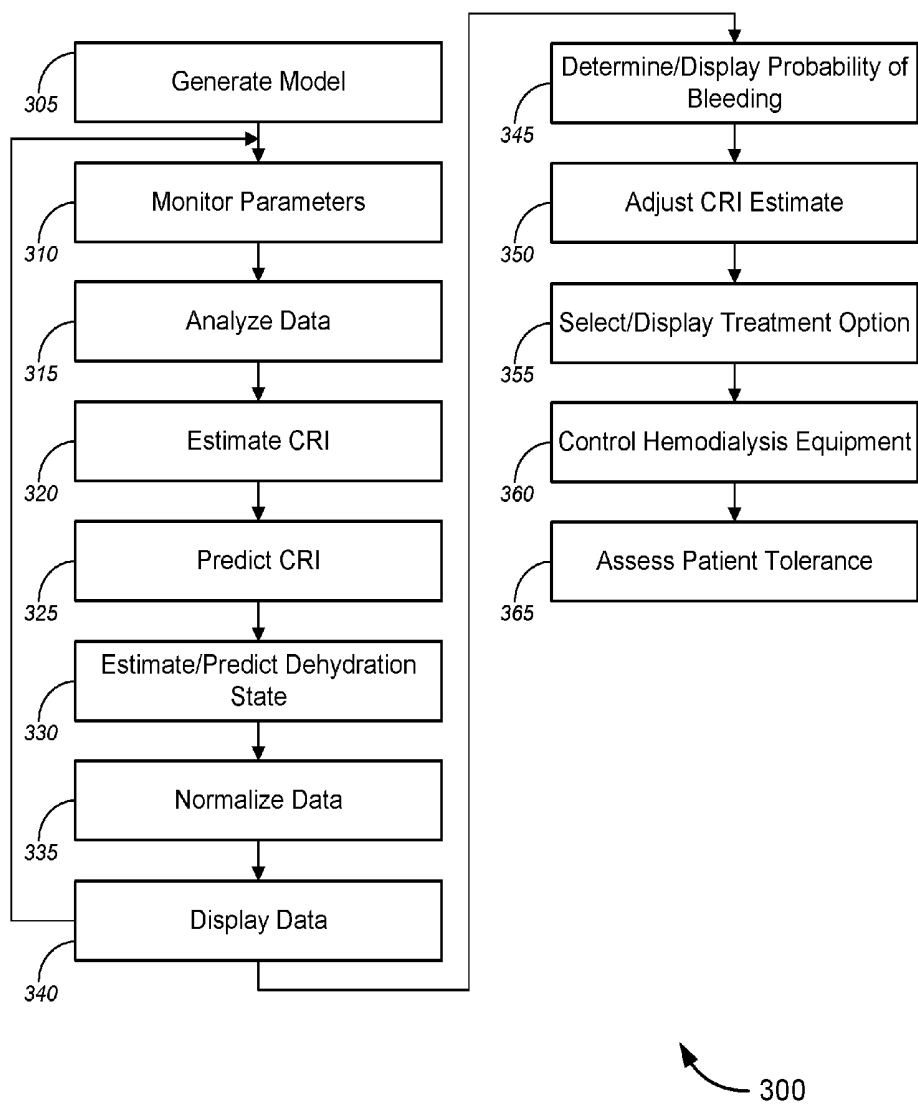 Generate Model
305
Monitor Parameters
310
Analyze Data
315
Estimate CRI
320
Predict CRI
325
Estimate/Predict Dehydration
State
330
Normalize Data
335
Display Data
340
Determine/Display Probability of
Bleeding
345
Adjust CRI Estimate
350
Select/Display Treatment Option
355
Control Hemodialysis Equipment
360
Assess Patient Tolerance
365
300